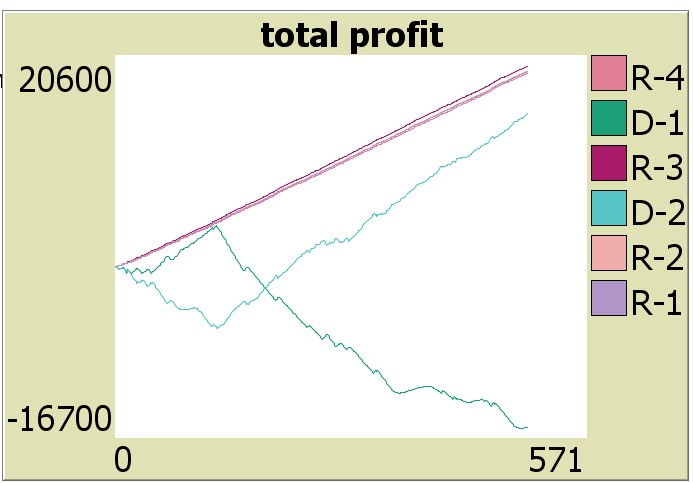 total profit
20600
-16700
0
571
R-4
D-1
R-3
D-2
R-2
R-1